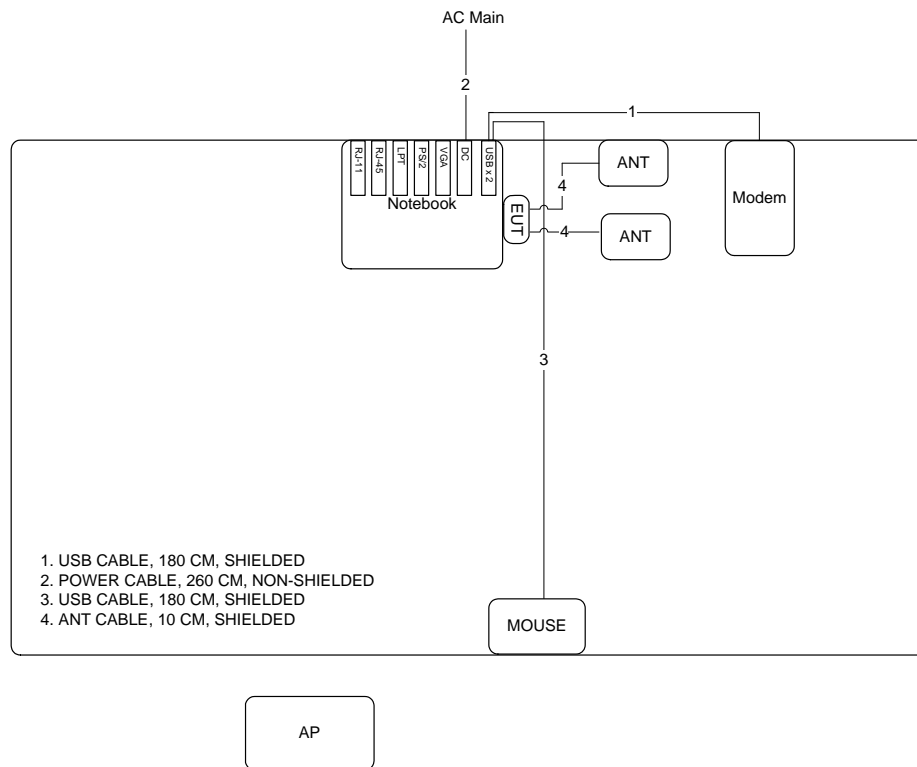 AC Main
2
1
RJ-11
RJ-45
LPT
PS/2
VGA
DC
USB x 2
Notebook
EUT
4
ANT
4
ANT
Modem
3
1. USB CABLE, 180 CM, SHIELDED
2. POWER CABLE, 260 CM, NON-SHIELDED
3. USB CABLE, 180 CM, SHIELDED
4. ANT CABLE, 10 CM, SHIELDED
MOUSE
AP